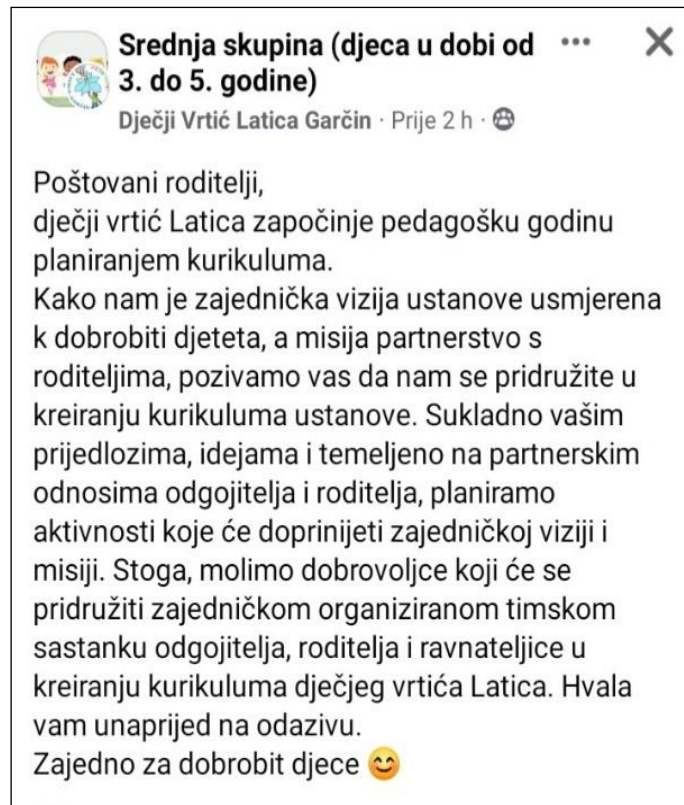 Srednja skupina (djeca u dobi od
3. do 5. godine)
Dječji Vrtić Latica Garčin · Prije 2 h ·
Poštovani roditelji,
dječji vrtić Latica započinje pedagošku godinu
planiranjem kurikuluma.
Kako nam je zajednička vizija ustanove usmjerena
k dobrobiti djeteta, a misija partnerstvo s
roditeljima, pozivamo vas da nam se pridružite u
kreiranju kurikuluma ustanove. Sukladno vašim
prijedlozima, idejama i temeljeno na partnerskim
odnosima odgojitelja i roditelja, planiramo
aktivnosti koje će doprinijeti zajedničkoj viziji i
misiji. Stoga, molimo dobrovoljce koji će se
pridružiti zajedničkom organiziranom timskom
sastanku odgojitelja, roditelja i ravnateljice u
kreiranju kurikuluma dječjeg vrtića Latica. Hvala
vam unaprijed na odazivu.
Zajedno za dobrobit djece 😊